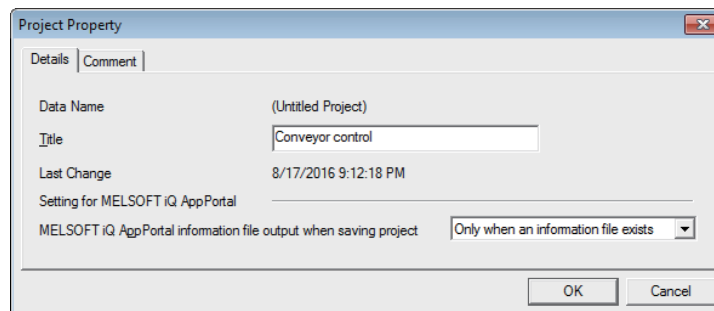 Project Property
Details Comment
Data Name (Untitled Project)
Title Conveyor control
Last Change 8/17/2016 9:12:18 PM
Setting for MELSOFT iQ AppPortal
MELSOFT iQ AppPortal information file output when saving project Only when an information file exists
OK Cancel